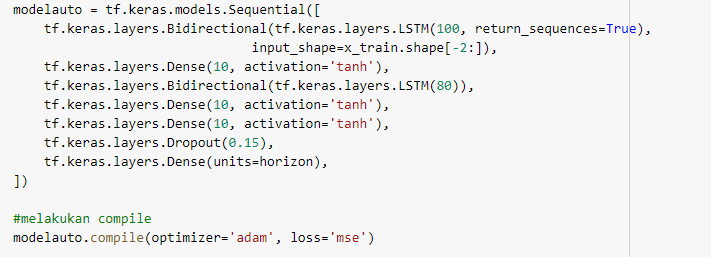 modelauto = tf.keras.models.Sequential([
    tf.keras.layers.Bidirectional(tf.keras.layers.LSTM(100, return_sequences=True),
                                  input_shape=x_train.shape[-2:]),
    tf.keras.layers.Dense(10, activation='tanh'),
    tf.keras.layers.Bidirectional(tf.keras.layers.LSTM(80)),
    tf.keras.layers.Dense(10, activation='tanh'),
    tf.keras.layers.Dense(10, activation='tanh'),
    tf.keras.layers.Dropout(0.15),
    tf.keras.layers.Dense(units=horizon),
])

#melakukan compile
modelauto.compile(optimizer='adam', loss='mse')